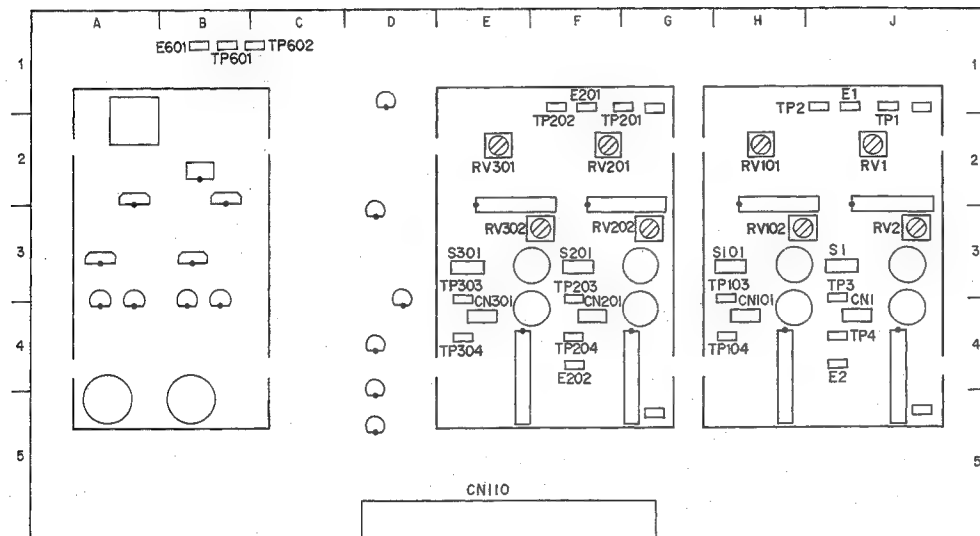 A B C D E F G H J
E601 TP602
TP601
1 1
E201 E1
TP202 TP201 TP2 TP1
2 2
RV301 RV201 RV101 RV1
RV302 RV202 RV102 RV2
S301 S201 S101 S1
3 3
TP303 TP203 TP103 TP3
CN301 CN201 CN101 CN1
TP304 TP204 TP104 TP4
4 4
E202 E2
5 5
CN110